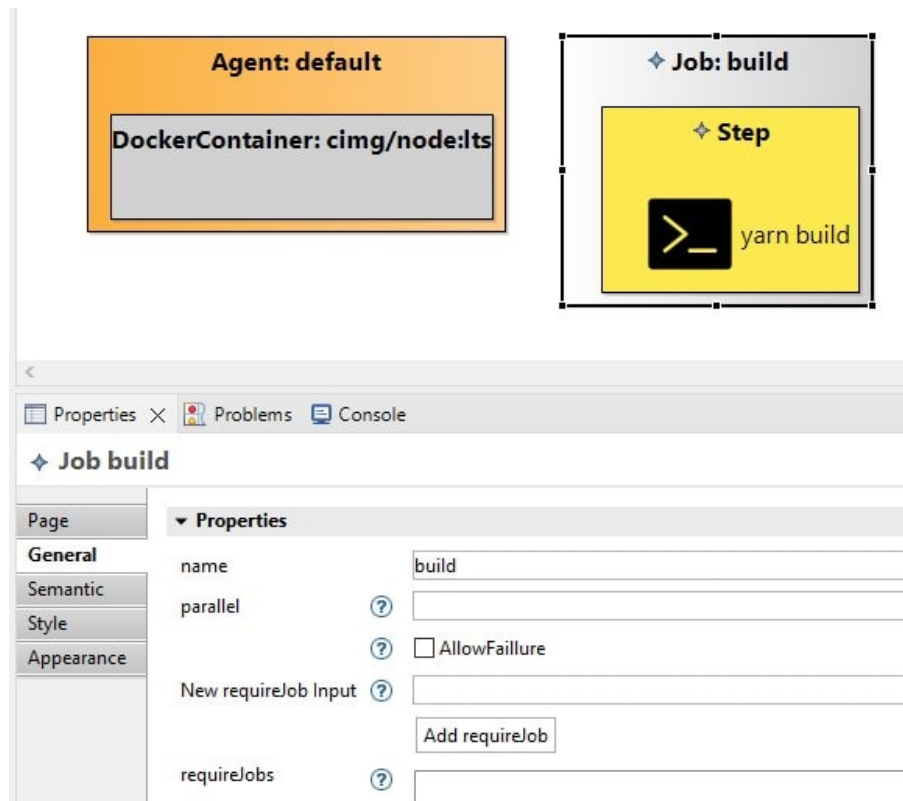 Agent: default
DockerContainer: cimg/node:lts
Job: build
Step
>_ yarn build
Properties Problems Console
Job build
Page
General
Semantic
Style
Appearance
Properties
name build
parallel
AllowFaillure
New requireJob Input
Add requireJob
requireJobs